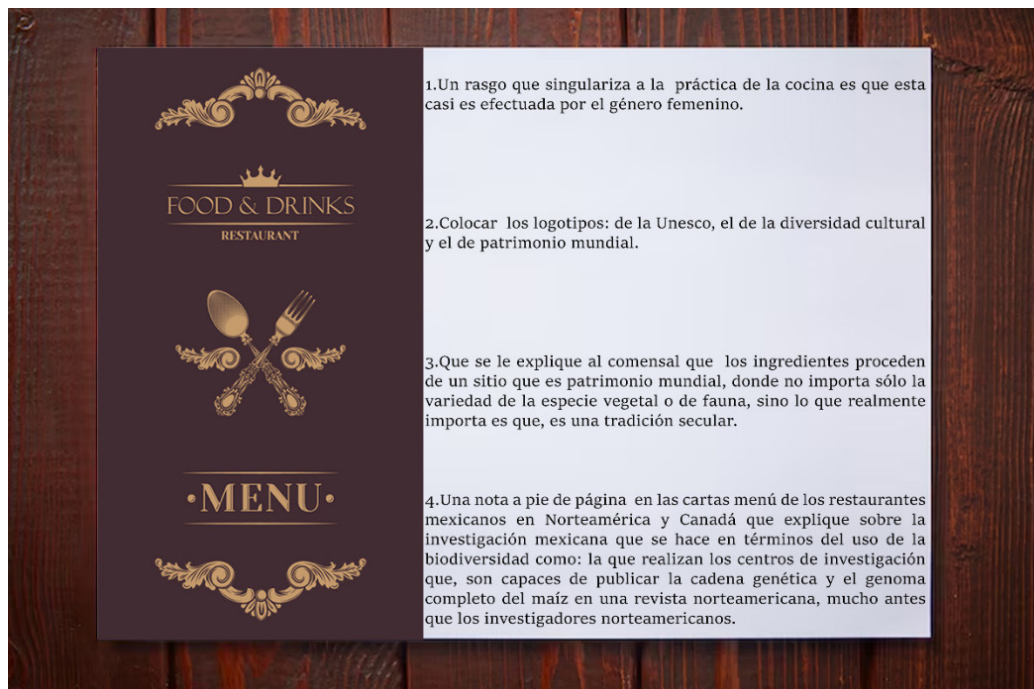 FOOD & DRINKS
RESTAURANT
·MENU·
1.Un rasgo que singulariza a la práctica de la cocina es que esta
casi es efectuada por el género femenino.
2.Colocar los logotipos: de la Unesco, el de la diversidad cultural
y el de patrimonio mundial.
3.Que se le explique al comensal que los ingredientes proceden
de un sitio que es patrimonio mundial, donde no importa sólo la
variedad de la especie vegetal o de fauna, sino lo que realmente
importa es que, es una tradición secular.
4.Una nota a pie de página en las cartas menú de los restaurantes
mexicanos en Norteamérica y Canadá que explique sobre la
investigación mexicana que se hace en términos del uso de la
biodiversidad como: la que realizan los centros de investigación
que, son capaces de publicar la cadena genética y el genoma
completo del maíz en una revista norteamericana, mucho antes
que los investigadores norteamericanos.